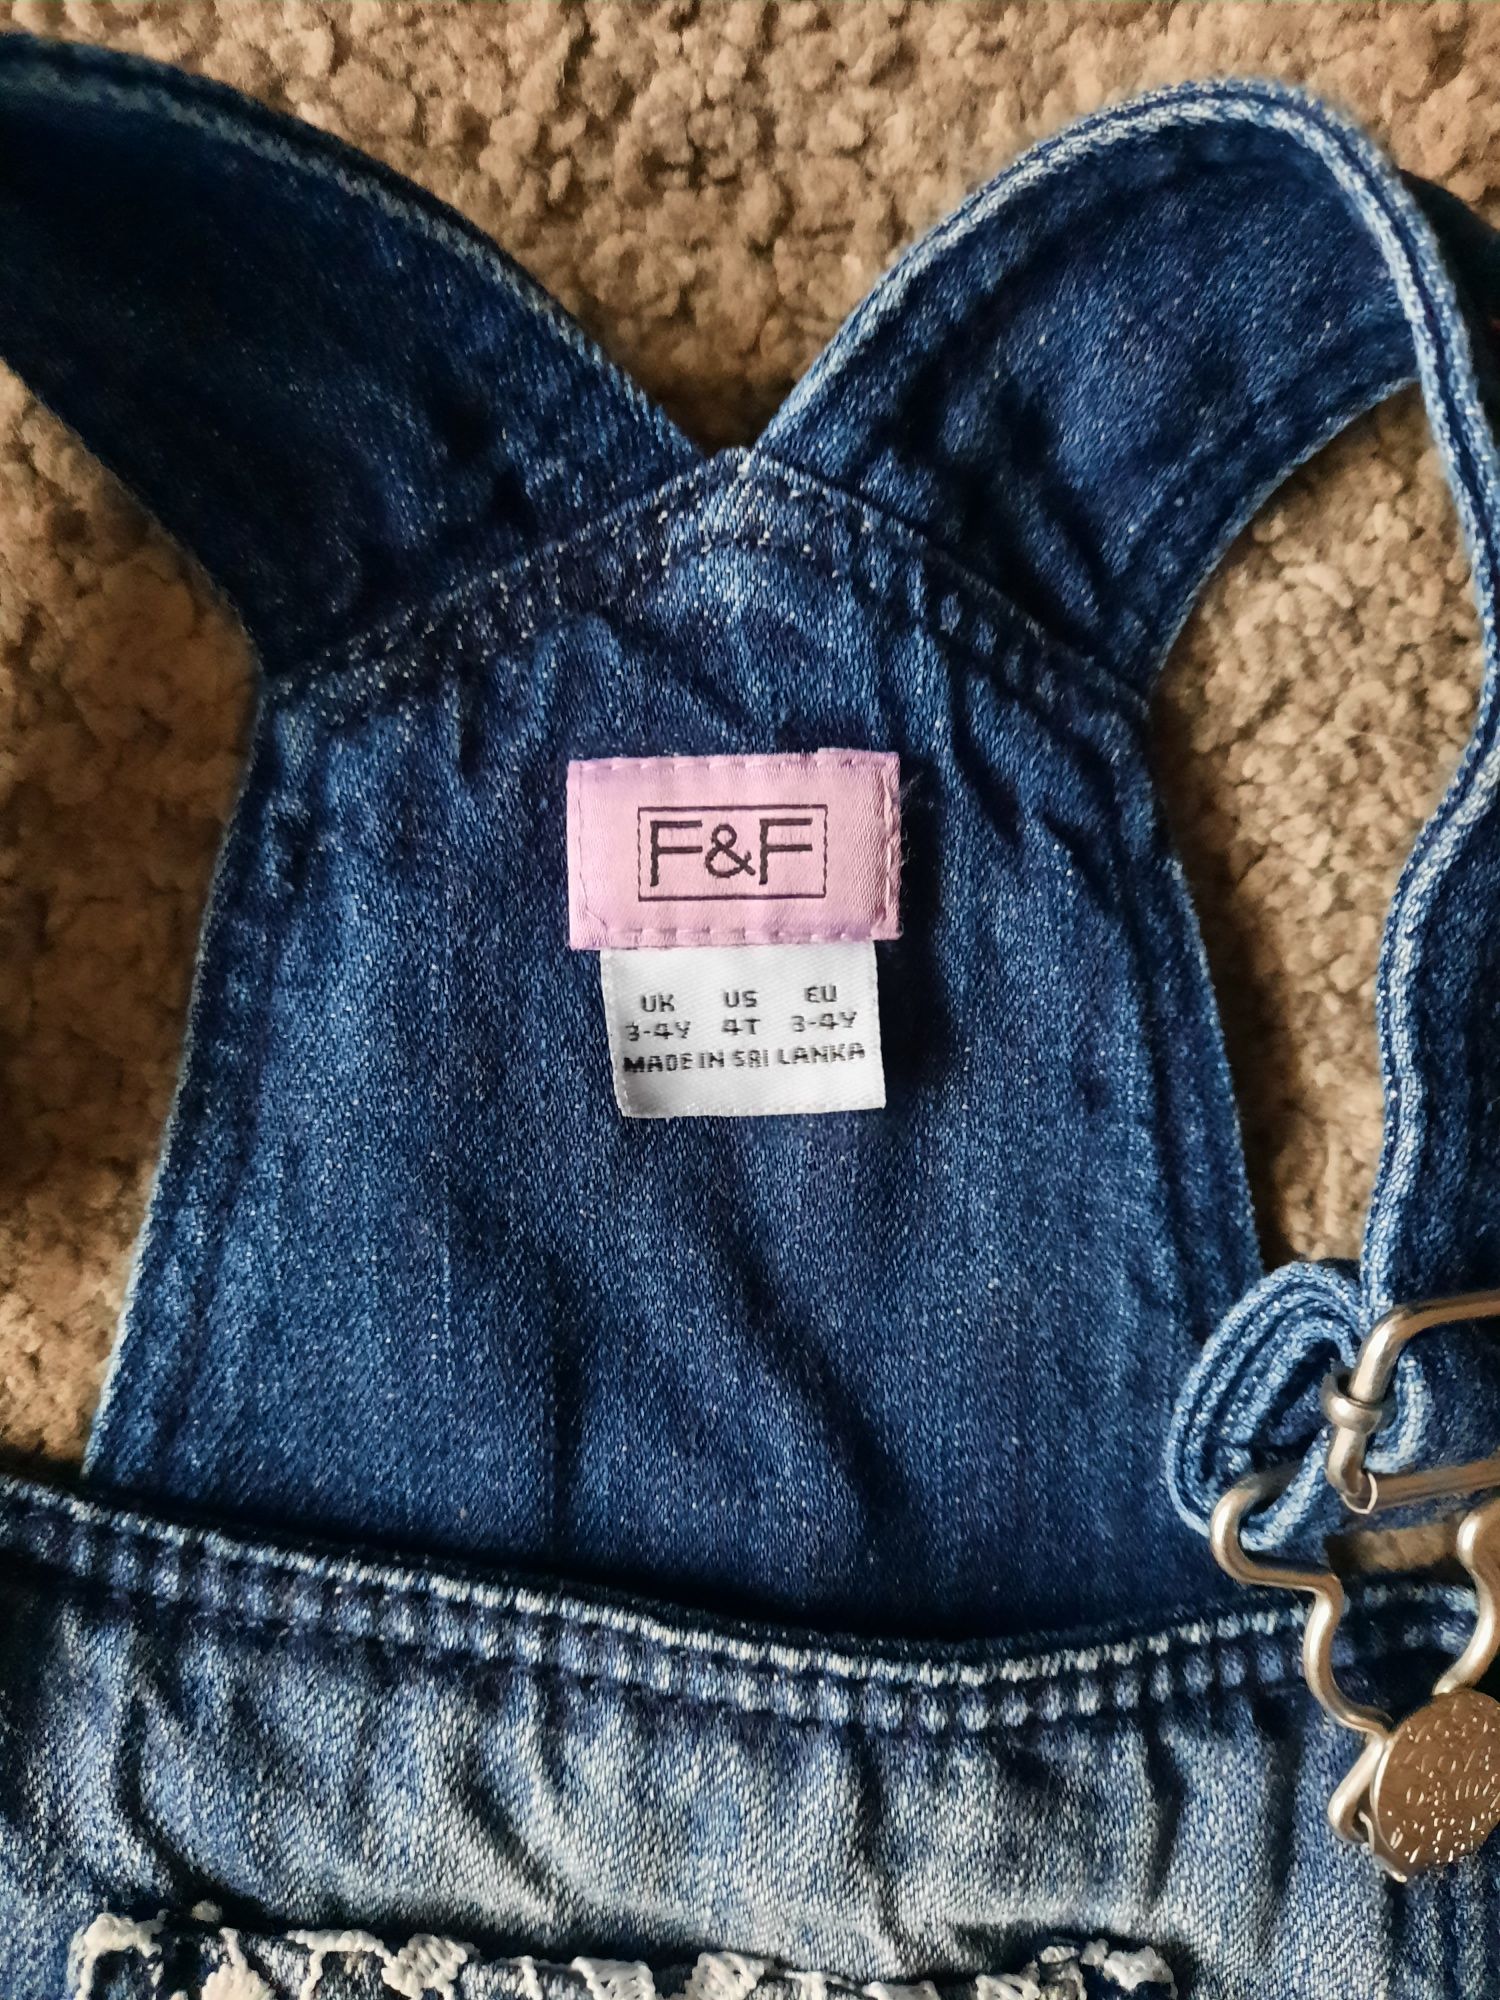 F&F
UK US EU
3-4Y 4T 3-4Y
MADE IN SRI LANKA